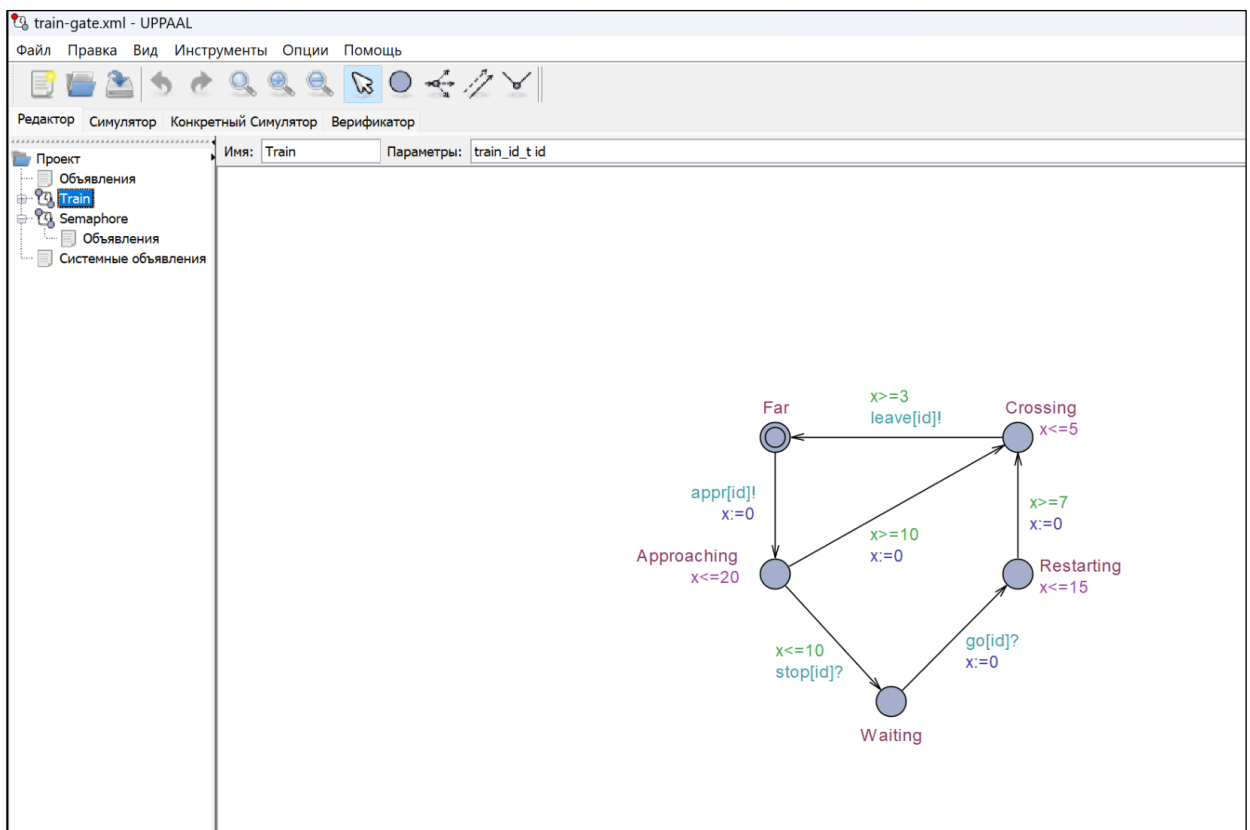 train-gate.xml - UPPAAL
Файл Правка Вид Инструменты Опции Помощь
Редактор Симулятор Конкретный Симулятор Верификатор
Проект
Объявления
Train
Semaphore
Объявления
Системные объявления
Имя: Train Параметры: train_id_t id
Far
x>=3
leave[id]!
Crossing
x<=5
appr[id]!
x:=0
x>=7
x:=0
x>=10
x:=0
Approaching
x<=20
Restarting
x<=15
x<=10
stop[id]?
go[id]?
x:=0
Waiting